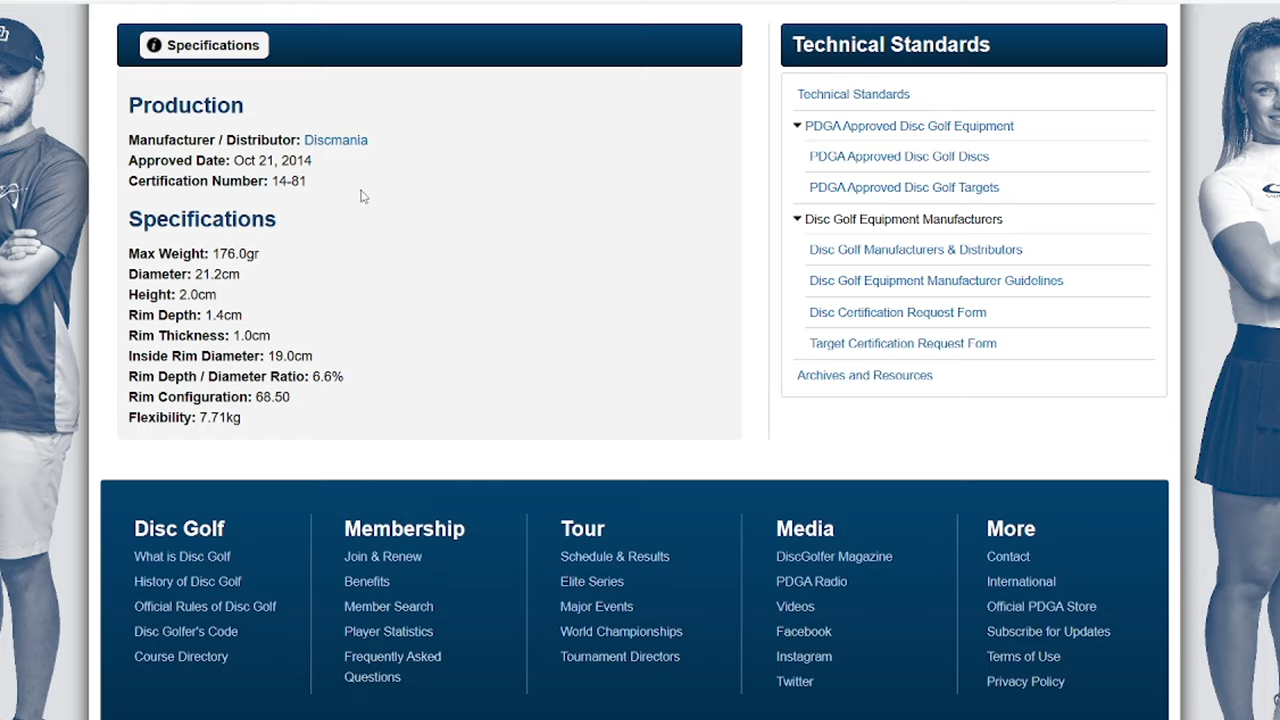 Specifications
Production
Manufacturer / Distributor: Discmania
Approved Date: Oct 21, 2014
Certification Number: 14-81
Specifications
Max Weight: 176.0gr
Diameter: 21.2cm
Height: 2.0cm
Rim Depth: 1.4cm
Rim Thickness: 1.0cm
Inside Rim Diameter: 19.0cm
Rim Depth / Diameter Ratio: 6.6%
Rim Configuration: 68.50
Flexibility: 7.71kg
Technical Standards
Technical Standards
PDGA Approved Disc Golf Equipment
PDGA Approved Disc Golf Discs
PDGA Approved Disc Golf Targets
Disc Golf Equipment Manufacturers
Disc Golf Manufacturers & Distributors
Disc Golf Equipment Manufacturer Guidelines
Disc Certification Request Form
Target Certification Request Form
Archives and Resources
Disc Golf
What is Disc Golf
History of Disc Golf
Official Rules of Disc Golf
Disc Golfer's Code
Course Directory
Membership
Join & Renew
Benefits
Member Search
Player Statistics
Frequently Asked
Questions
Tour
Schedule & Results
Elite Series
Major Events
World Championships
Tournament Directors
Media
DiscGolfer Magazine
PDGA Radio
Videos
Facebook
Instagram
Twitter
More
Contact
International
Official PDGA Store
Subscribe for Updates
Terms of Use
Privacy Policy